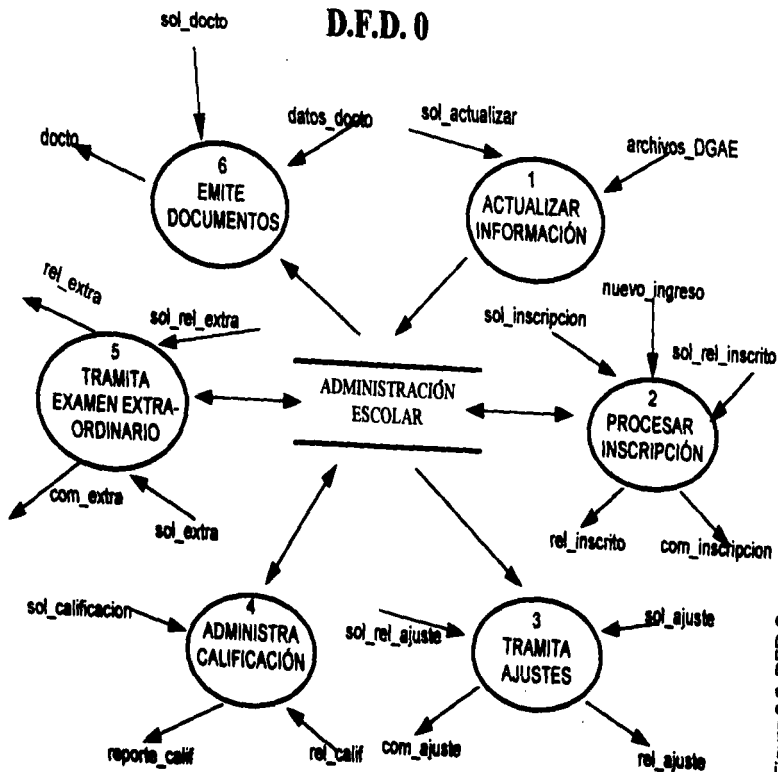 D.F.D. 0
sol_docto
docto
datos_docto
6
EMITE
DOCUMENTOS
sol_actualizar
archivos_DGAE
1
ACTUALIZAR
INFORMACIÓN
rel_extra
sol_rel_extra
5
TRAMITA
EXAMEN EXTRA-
ORDINARIO
com_extra
sol_extra
ADMINISTRACIÓN
ESCOLAR
nuevo_ingreso
sol_inscripcion
sol_rel_inscrito
2
PROCESAR
INSCRIPCIÓN
rel_inscrito
com_inscripcion
sol_calificacion
4
ADMINISTRA
CALIFICACIÓN
reporte_calif
rel_calif
sol_rel_ajuste
sol_ajuste
3
TRAMITA
AJUSTES
com_ajuste
rel_ajuste